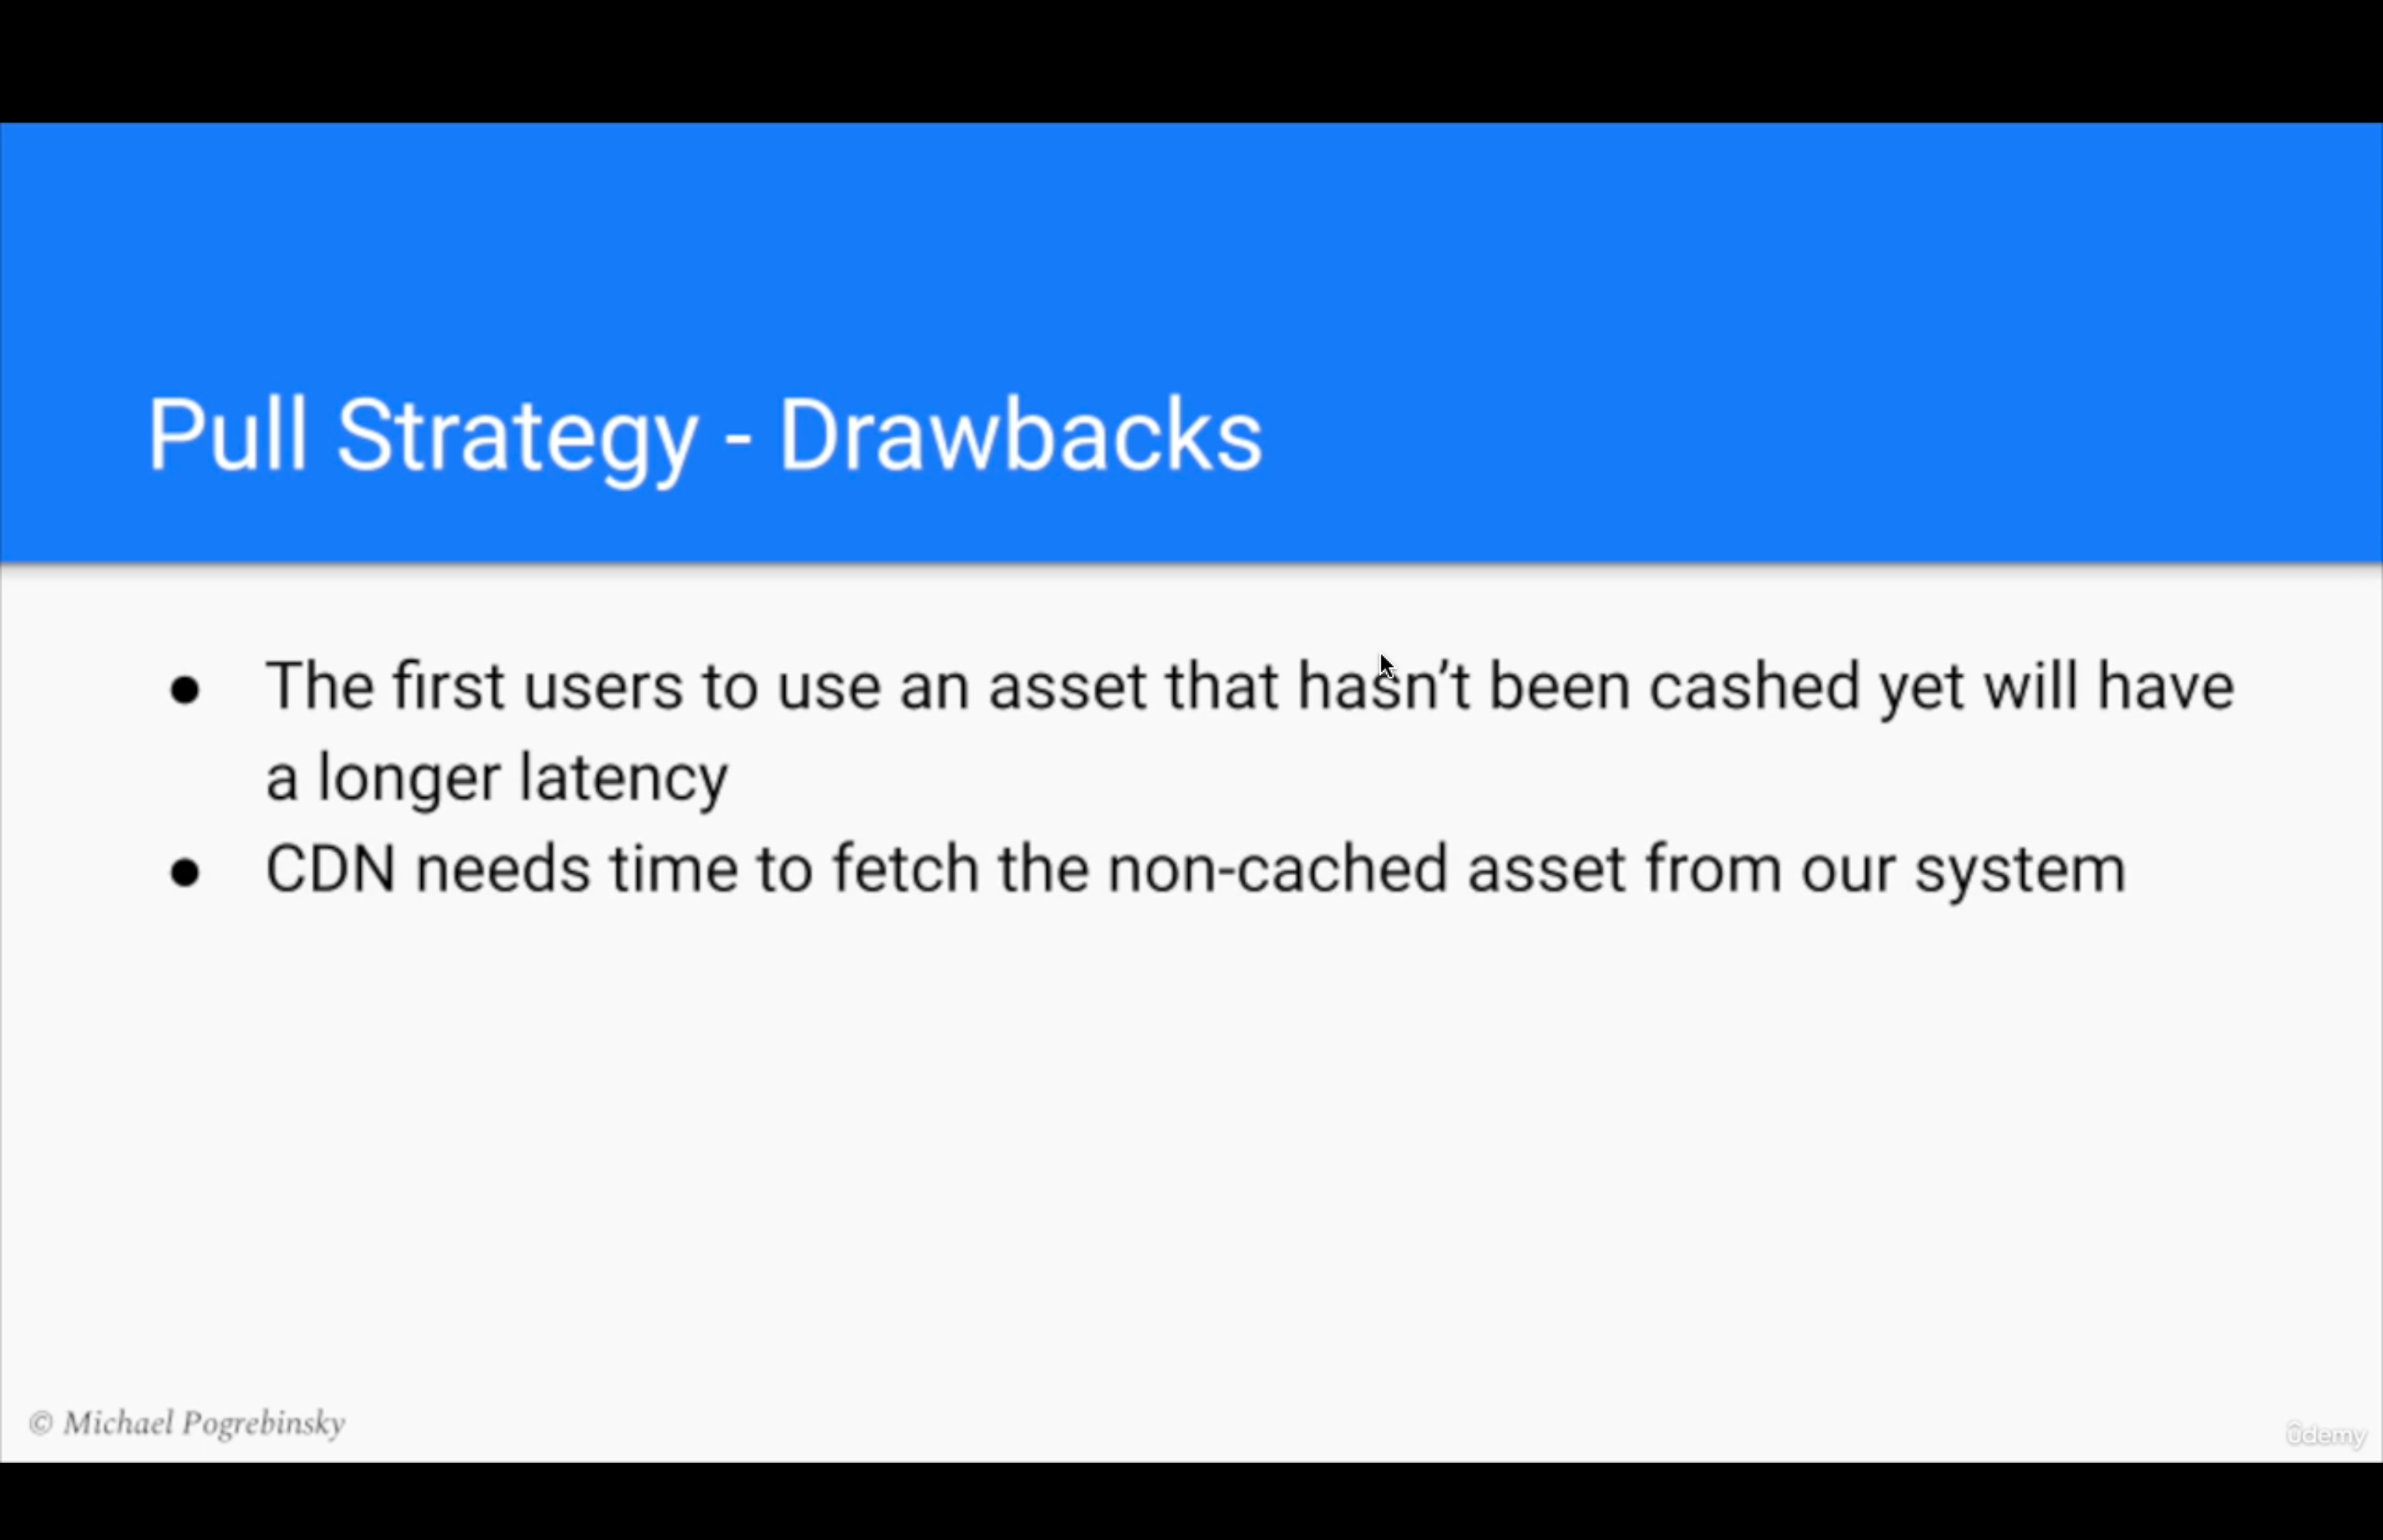 Pull Strategy - Drawbacks
● The first users to use an asset that hasn’t been cashed yet will have
a longer latency
● CDN needs time to fetch the non-cached asset from our system
© Michael Pogrebinsky
ûdemy